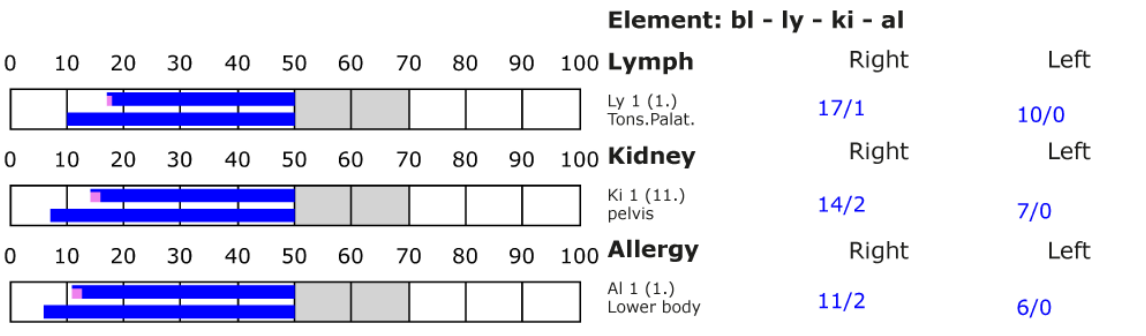 Element: bl - ly - ki - al
0 10 20 30 40 50 60 70 80 90 100 Lymph Right Left
Ly 1 (1.) 17/1 10/0
Tons.Palat.
0 10 20 30 40 50 60 70 80 90 100 Kidney Right Left
Ki 1 (11.) 14/2 7/0
pelvis
0 10 20 30 40 50 60 70 80 90 100 Allergy Right Left
Al 1 (1.) 11/2 6/0
Lower body